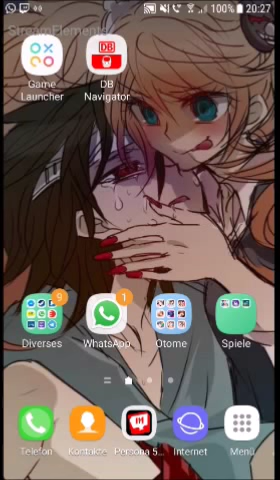 100% 20:27
StreamElements
Game
Launcher
DB
DB
Navigator
9
1
Diverses
WhatsApp
Otome
Spiele
Telefon
Kontakte
Persona 5...
Internet
Menü